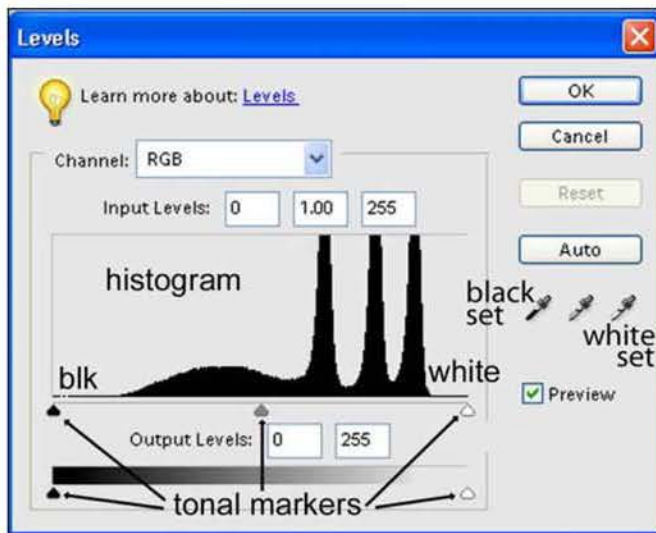 Levels
Learn more about: Levels
OK
Cancel
Channel: RGB
Reset
Input Levels: 0 1.00 255
Auto
histogram
black set
white set
blk
white
Preview
Output Levels: 0 255
tonal markers